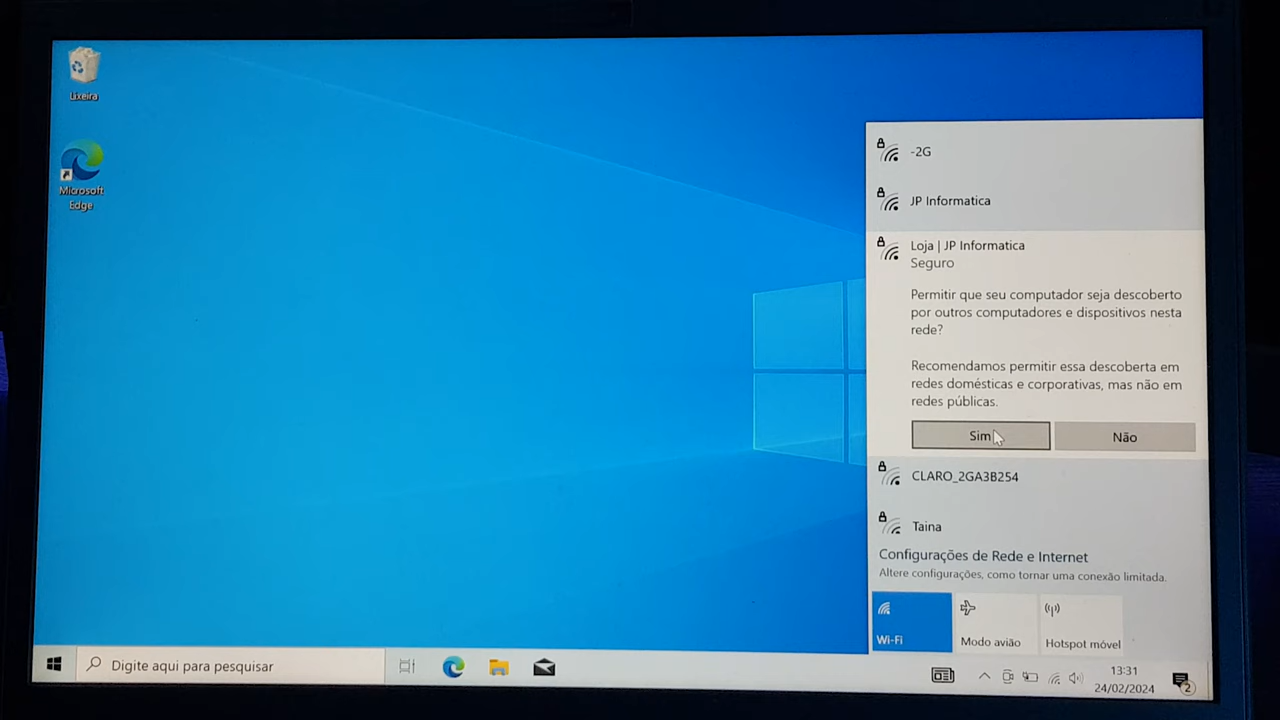 Lixeira
Microsoft
Edge
-2G
JP Informatica
Loja | JP Informatica
Seguro
Permitir que seu computador seja descoberto
por outros computadores e dispositivos nesta
rede?
Recomendamos permitir essa descoberta em
redes domésticas e corporativas, mas não em
redes públicas.
Sim
Não
CLARO_2GA3B254
Taina
Configurações de Rede e Internet
Altere configurações, como tornar uma conexão limitada.
Wi-Fi
Modo avião
Hotspot móvel
Digite aqui para pesquisar
13:31
24/02/2024
2